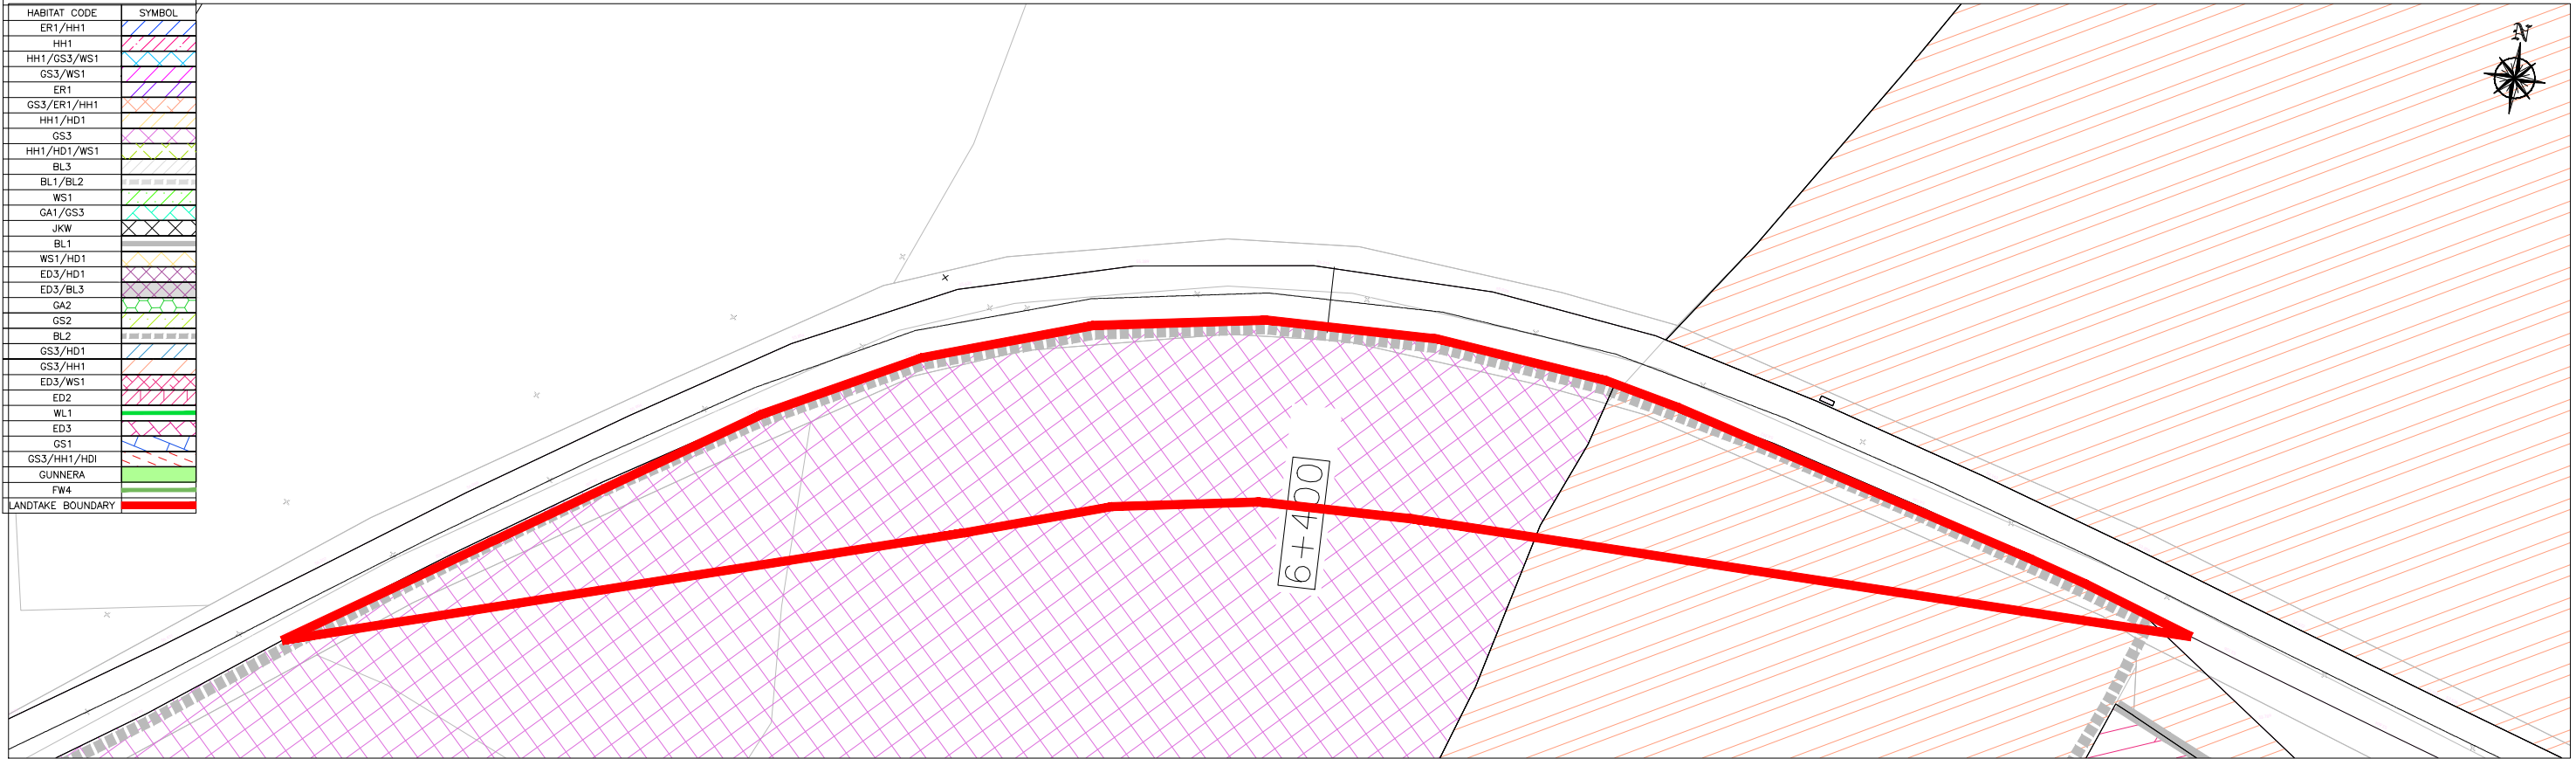 HABITAT CODE SYMBOL
ER1/HH1
HH1
HH1/GS3/WS1
GS3/WS1
ER1
GS3/ER1/HH1
HH1/HD1
GS3
HH1/HD1/WS1
BL3
BL1/BL2
WS1
GA1/GS3
JKW
BL1
WS1/HD1
ED3/HD1
ED3/BL3
GA2
GS2
BL2
GS3/HD1
GS3/HH1
ED3/WS1
ED2
WL1
ED3
GS1
GS3/HH1/HDI
GUNNERA
FW4
LANDTAKE BOUNDARY
N
6+400